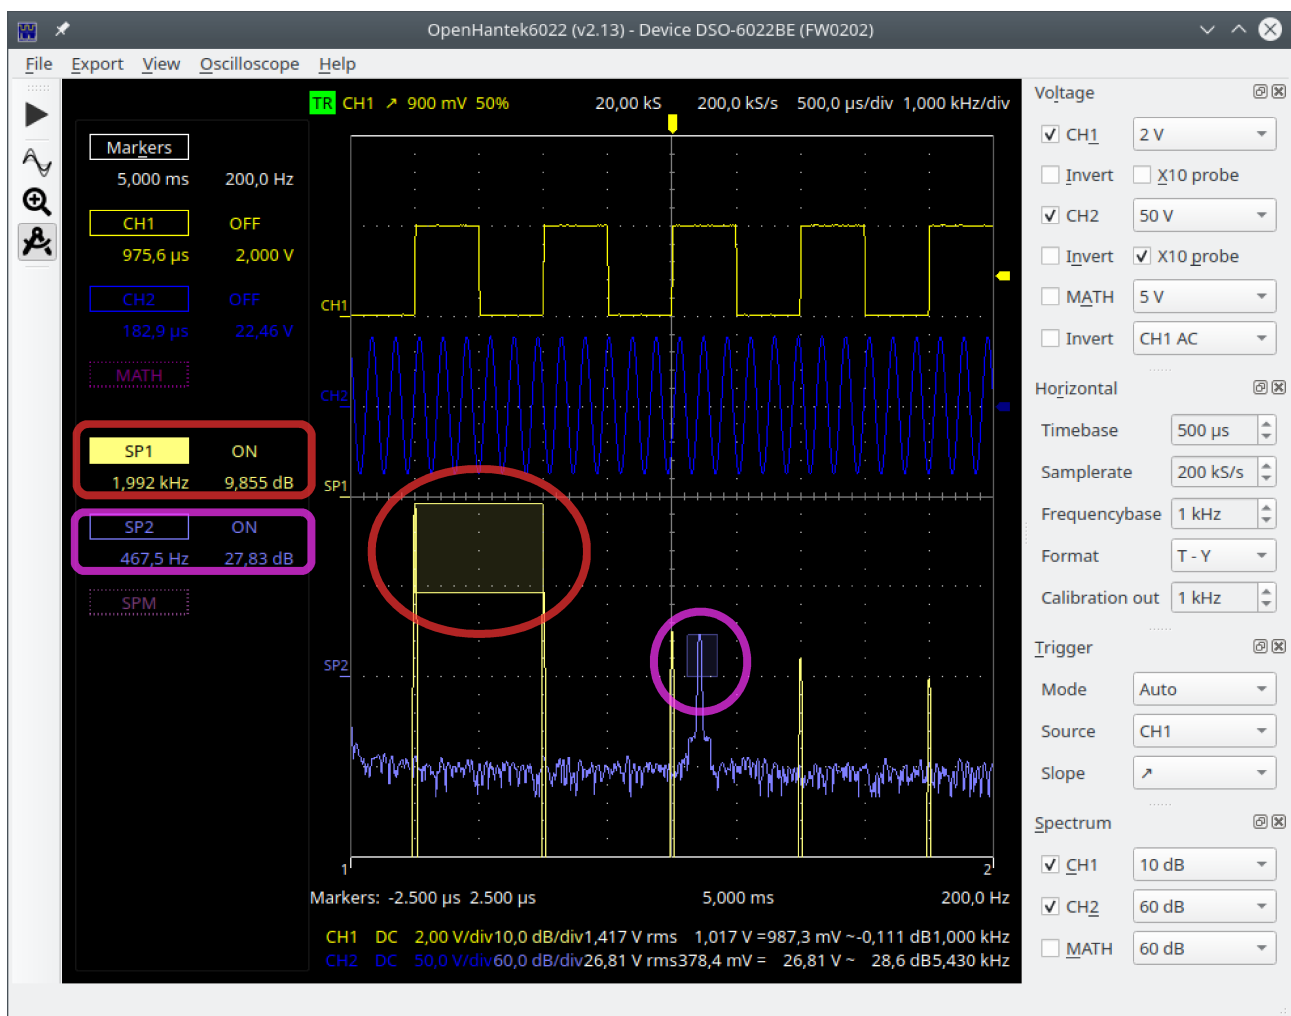 OpenHantek6022 (v2.13) - Device DSO-6022BE (FW0202)
File Export View Oscilloscope Help
TR CH1 ↗ 900 mV 50% 20,00 kS 200,0 kS/s 500,0 µs/div 1,000 kHz/div
Markers
5,000 ms 200,0 Hz
CH1 OFF
975,6 µs 2,000 V
CH2 OFF
182,9 µs 22,46 V
MATH
SP1 ON
1,992 kHz 9,855 dB
SP2 ON
467,5 Hz 27,83 dB
SPM
CH1
CH2
SP1
SP2
1 2
Markers: -2.500 µs 2.500 µs 5,000 ms 200,0 Hz
CH1 DC 2,00 V/div10,0 dB/div1,417 V rms 1,017 V =987,3 mV ~-0,111 dB1,000 kHz
CH2 DC 50,0 V/div60,0 dB/div26,81 V rms378,4 mV = 26,81 V ~ 28,6 dB5,430 kHz
Voltage
CH1 2 V
Invert X10 probe
CH2 50 V
Invert X10 probe
MATH 5 V
Invert CH1 AC
Horizontal
Timebase 500 µs
Samplerate 200 kS/s
Frequencybase 1 kHz
Format T - Y
Calibration out 1 kHz
Trigger
Mode Auto
Source CH1
Slope ↗
Spectrum
CH1 10 dB
CH2 60 dB
MATH 60 dB